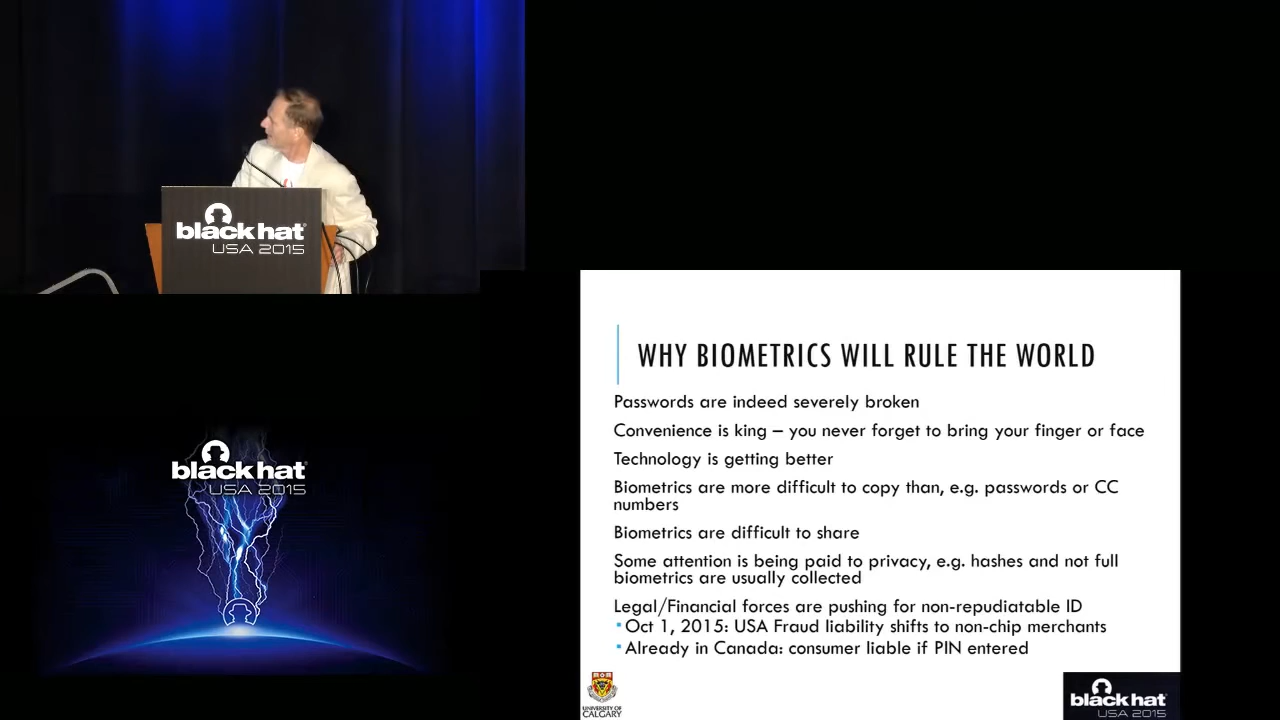 black hat
USA 2015
black hat
USA 2015
WHY BIOMETRICS WILL RULE THE WORLD
Passwords are indeed severely broken
Convenience is king – you never forget to bring your finger or face
Technology is getting better
Biometrics are more difficult to copy than, e.g. passwords or CC
numbers
Biometrics are difficult to share
Some attention is being paid to privacy, e.g. hashes and not full
biometrics are usually collected
Legal/Financial forces are pushing for non-repudiatable ID
Oct 1, 2015: USA Fraud liability shifts to non-chip merchants
Already in Canada: consumer liable if PIN entered
UNIVERSITY OF
CALGARY
black hat
USA 2015